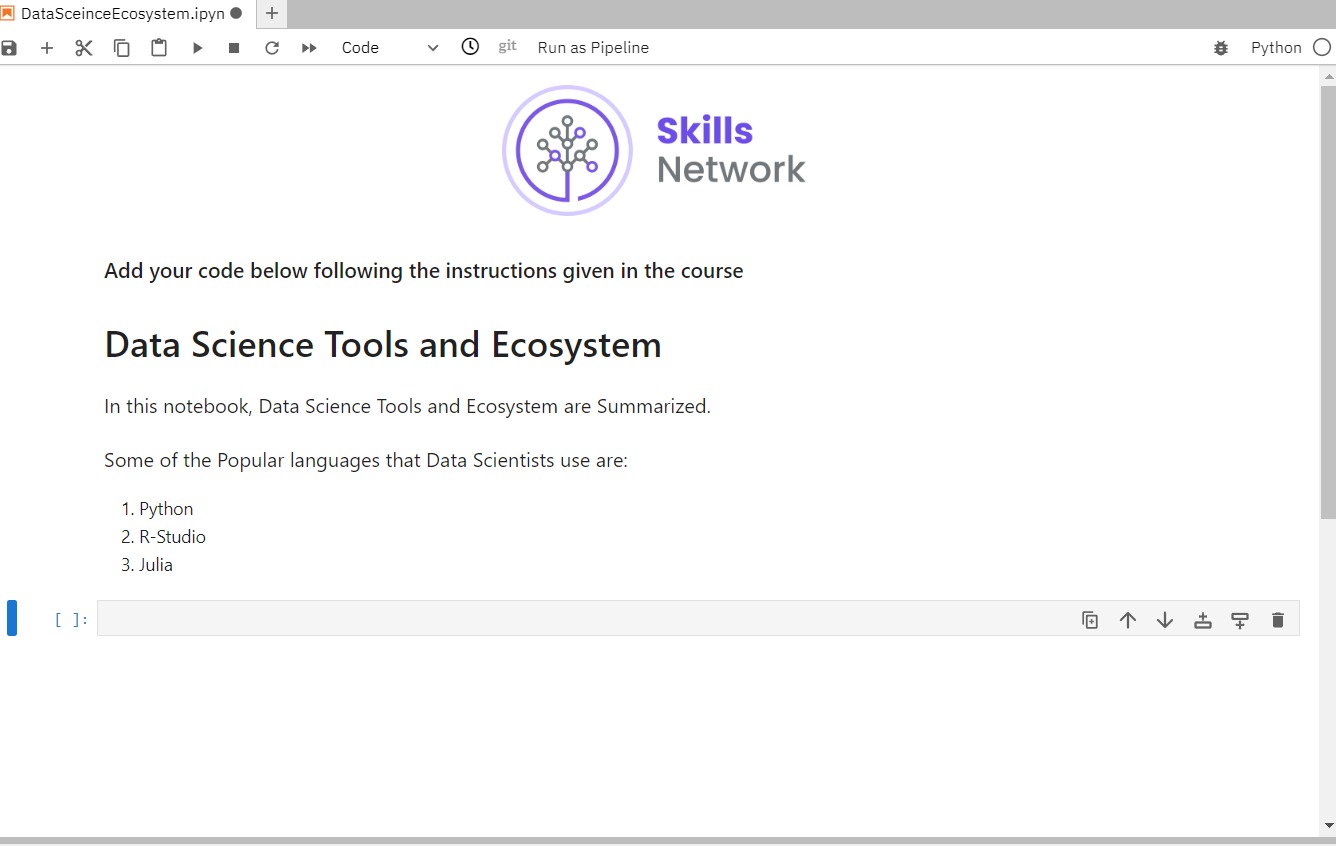 DataSceinceEcosystem.ipyn
Code git Run as Pipeline Python
Skills
Network
Add your code below following the instructions given in the course
Data Science Tools and Ecosystem
In this notebook, Data Science Tools and Ecosystem are Summarized.
Some of the Popular languages that Data Scientists use are:
1. Python
2. R-Studio
3. Julia
[ ]: